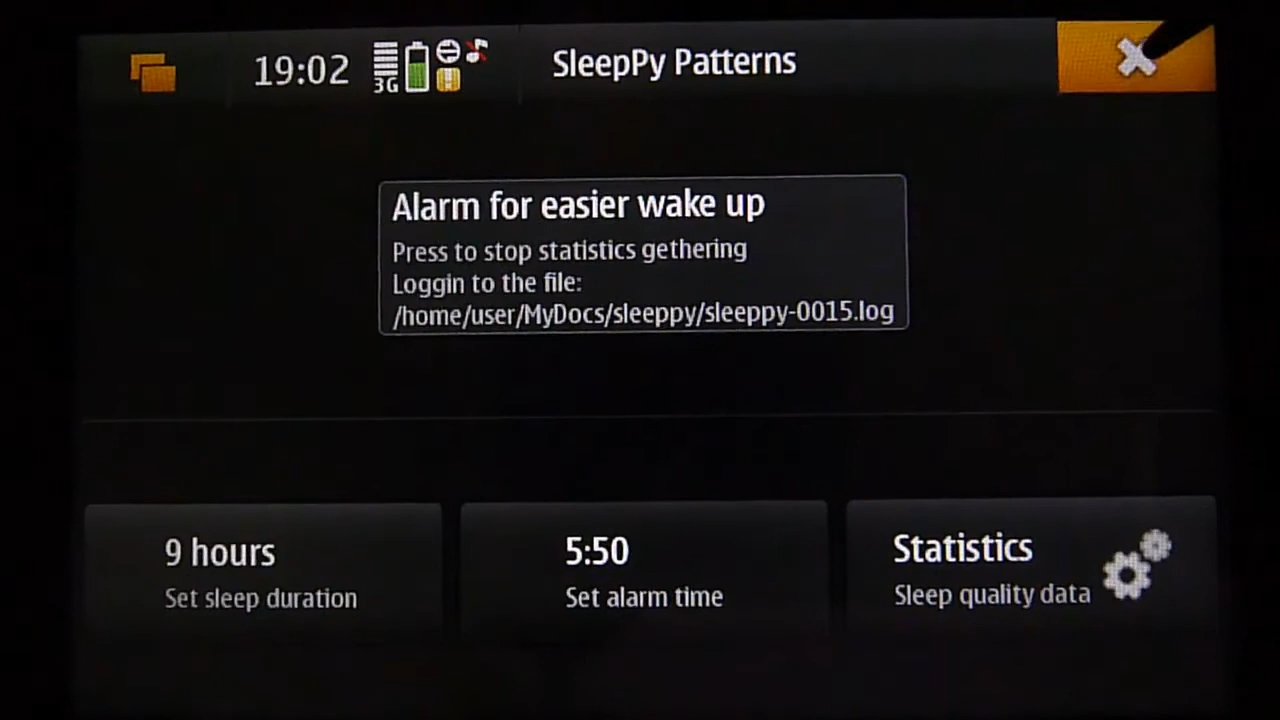 19:02
3G
SleepPy Patterns
Alarm for easier wake up
Press to stop statistics gethering
Loggin to the file:
/home/user/MyDocs/sleeppy/sleeppy-0015.log
9 hours
Set sleep duration
5:50
Set alarm time
Statistics
Sleep quality data